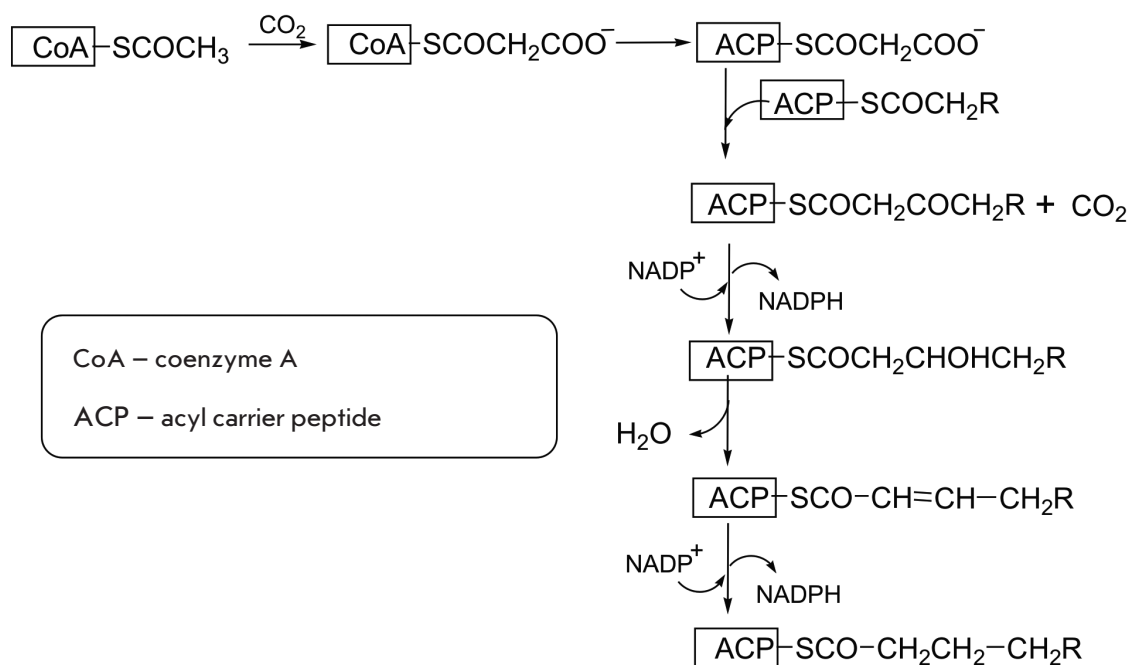 CoA–SCOCH₃ CO₂ CoA–SCOCH₂COO⁻ ACP–SCOCH₂COO⁻
ACP–SCOCH₂R
ACP–SCOCH₂COCH₂R + CO₂
NADP⁺
NADPH
ACP–SCOCH₂CHOHCH₂R
H₂O
ACP–SCO–CH=CH–CH₂R
NADP⁺
NADPH
ACP–SCO–CH₂CH₂–CH₂R
CoA – coenzyme A
ACP – acyl carrier peptide